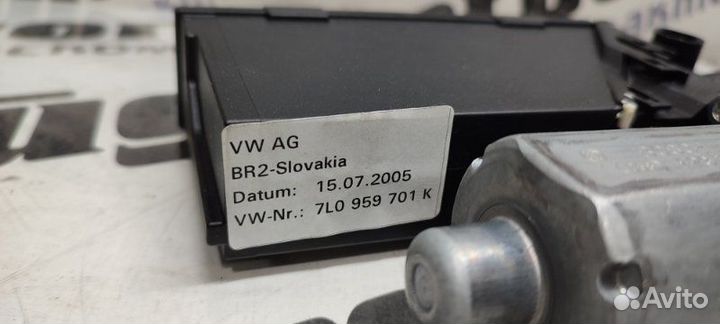 VW AG
BR2-Slovakia
Datum: 15.07.2005
VW-Nr.: 7L0 959 701 K
Avito